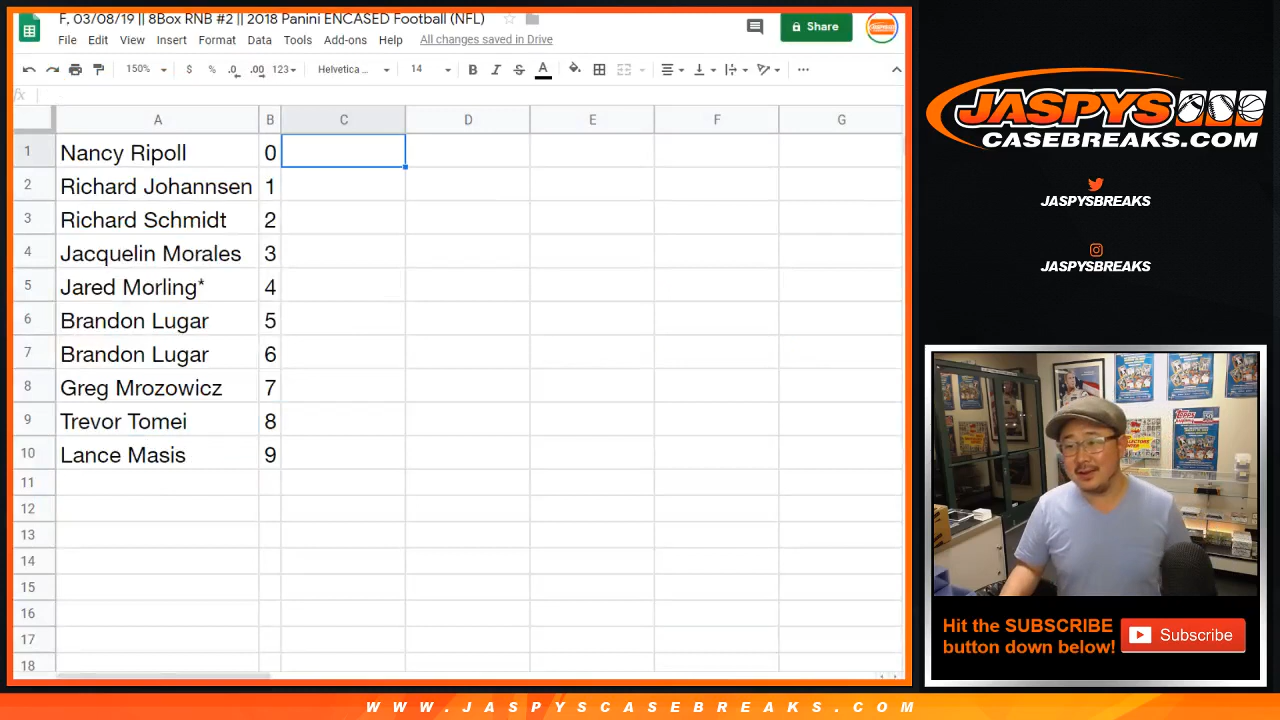 F, 03/08/19 || 8Box RNB #2 || 2018 Panini ENCASED Football (NFL)
File Edit View Insert Format Data Tools Add-ons Help All changes saved in Drive
Share
150% $ % .0 .00 123 Helvetica ... 14 B I S A
fx
A B C D E F G
1 Nancy Ripoll 0
2 Richard Johannsen 1
3 Richard Schmidt 2
4 Jacquelin Morales 3
5 Jared Morling* 4
6 Brandon Lugar 5
7 Brandon Lugar 6
8 Greg Mrozowicz 7
9 Trevor Tomei 8
10 Lance Masis 9
11
12
13
14
15
16
17
18
JASPYS
CASEBREAKS.COM
JASPYSBREAKS
JASPYSBREAKS
Hit the SUBSCRIBE
button down below!
Subscribe
WWW.JASPYSCASEBREAKS.COM